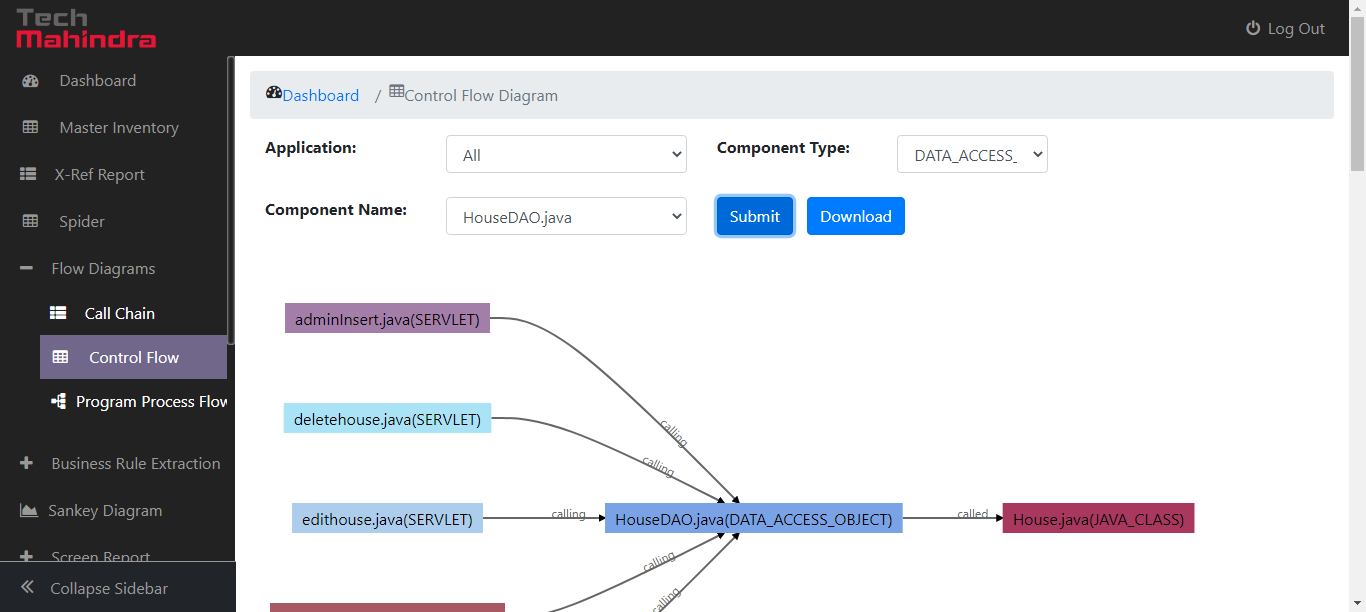 Tech
Mahindra
Log Out
Dashboard
Master Inventory
X-Ref Report
Spider
Flow Diagrams
Call Chain
Control Flow
Program Process Flow
Business Rule Extraction
Sankey Diagram
Screen Report
Collapse Sidebar
Dashboard / Control Flow Diagram
Application: All Component Type: DATA_ACCESS_
Component Name: HouseDAO.java Submit Download
adminInsert.java(SERVLET)
calling
deletehouse.java(SERVLET)
calling
edithouse.java(SERVLET) calling HouseDAO.java(DATA_ACCESS_OBJECT) called House.java(JAVA_CLASS)
calling
calling